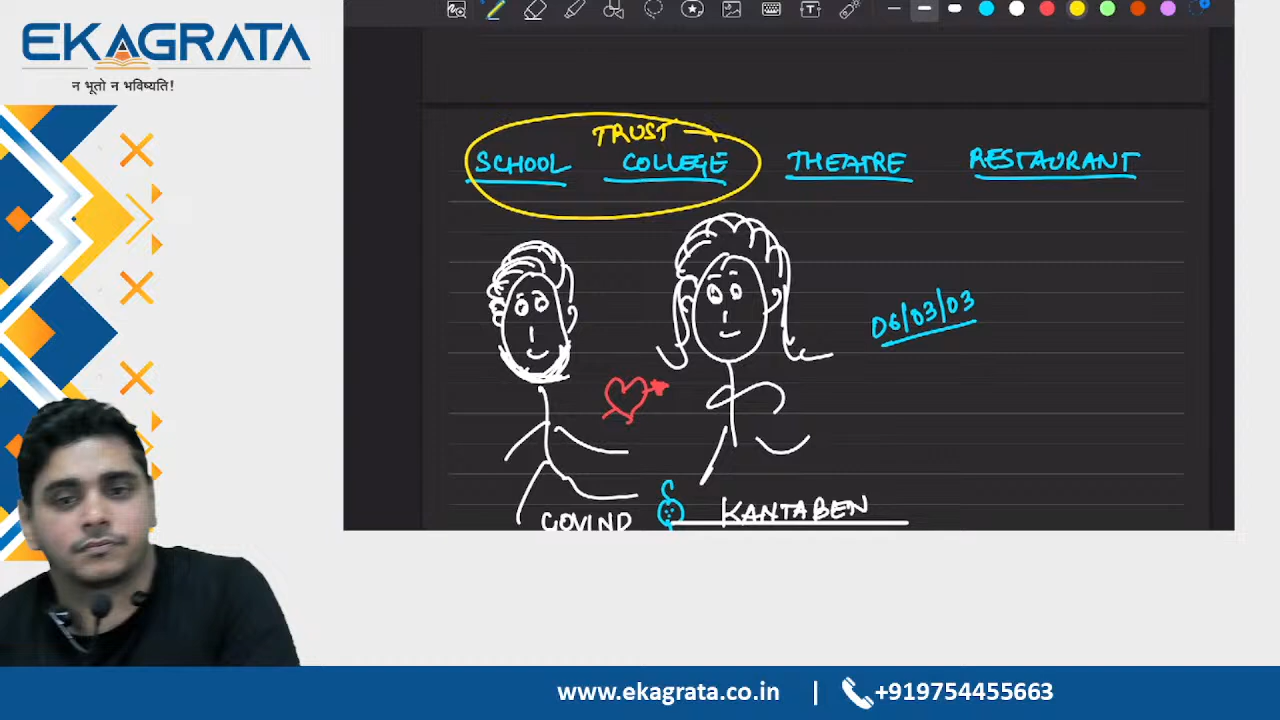 EKAGRATA
न भूतो न भविष्यति!
TRUST
SCHOOL COLLEGE THEATRE RESTAURANT
06/03/03
GOVIND KANTABEN
www.ekagrata.co.in | +919754455663